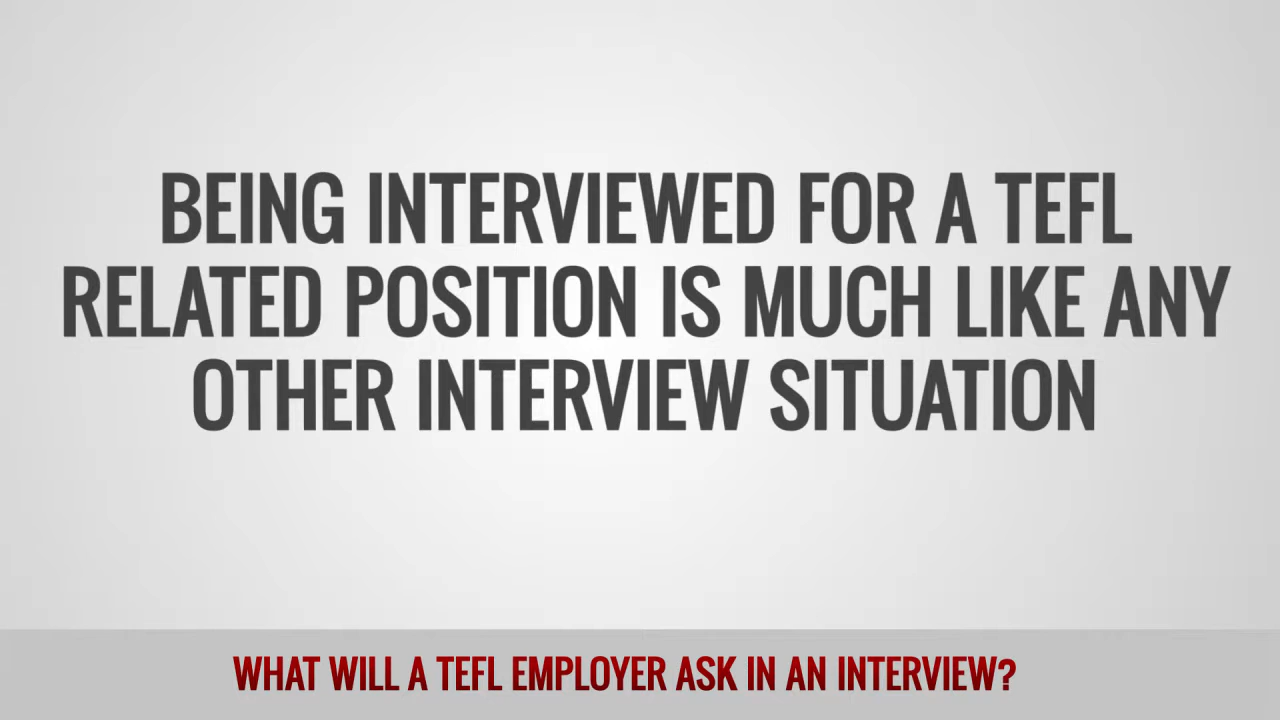 BEING INTERVIEWED FOR A TEFL
RELATED POSITION IS MUCH LIKE ANY
OTHER INTERVIEW SITUATION
WHAT WILL A TEFL EMPLOYER ASK IN AN INTERVIEW?